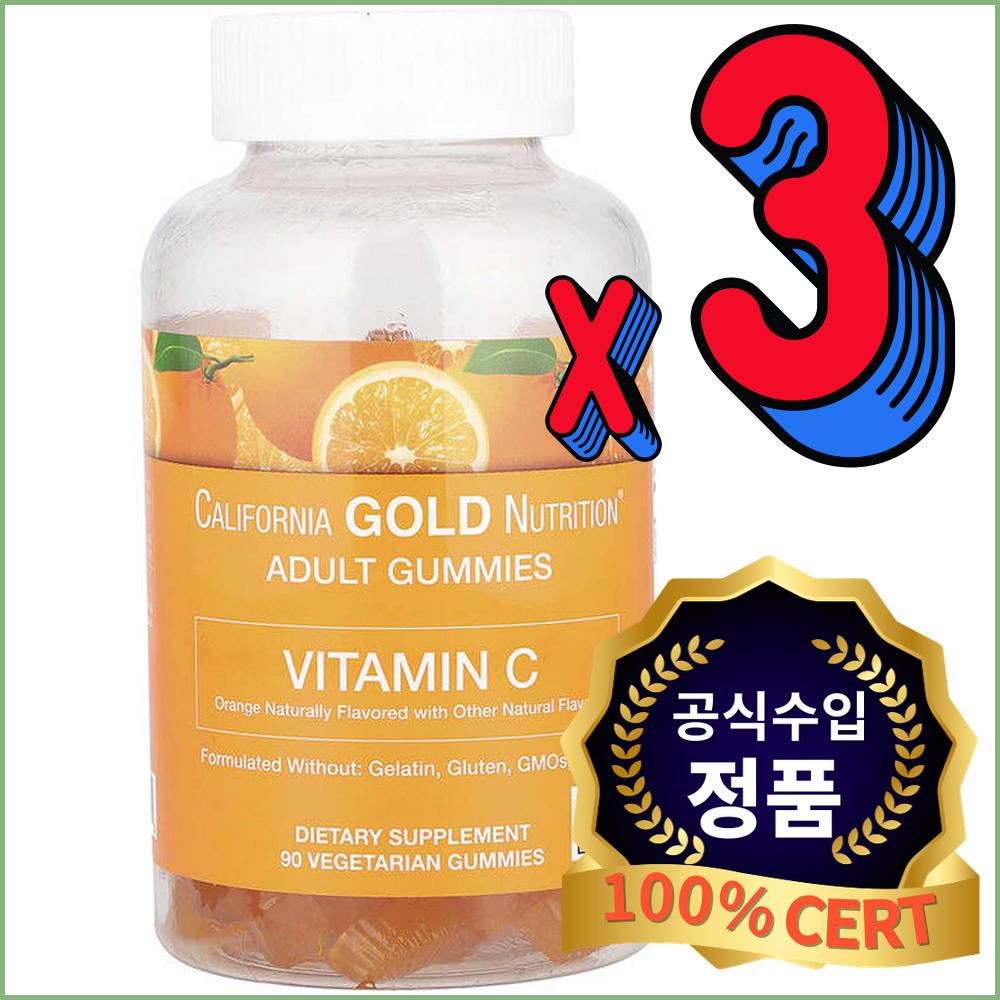 x3
CALIFORNIA GOLD NUTRITION®
ADULT GUMMIES
VITAMIN C
Orange Naturally Flavored with Other Natural
Formulated Without: Gelatin, Gluten, GMOs
DIETARY SUPPLEMENT
90 VEGETARIAN GUMMIES
공식수입
정품
100% CERT